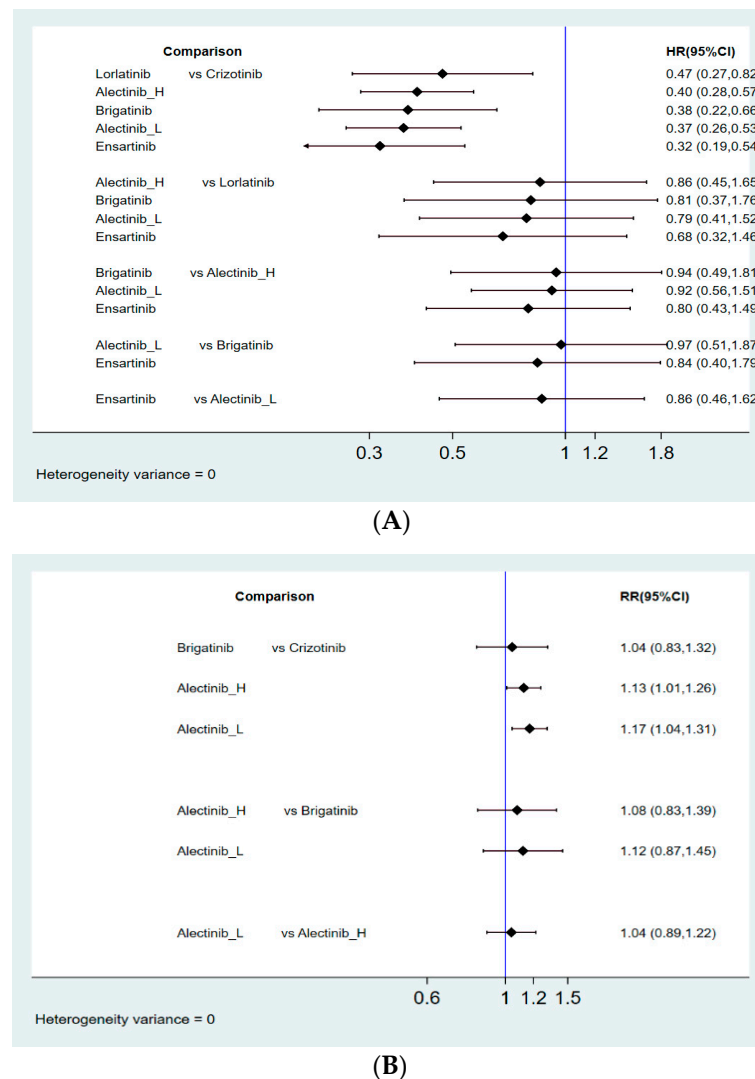 Comparison HR(95%CI)
Lorlatinib vs Crizotinib 0.47 (0.27,0.82
Alectinib_H 0.40 (0.28,0.57
Brigatinib 0.38 (0.22,0.66
Alectinib_L 0.37 (0.26,0.53
Ensartinib 0.32 (0.19,0.54
Alectinib_H vs Lorlatinib 0.86 (0.45,1.65
Brigatinib 0.81 (0.37,1.76
Alectinib_L 0.79 (0.41,1.52
Ensartinib 0.68 (0.32,1.46
Brigatinib vs Alectinib_H 0.94 (0.49,1.81
Alectinib_L 0.92 (0.56,1.51
Ensartinib 0.80 (0.43,1.49
Alectinib_L vs Brigatinib 0.97 (0.51,1.87
Ensartinib 0.84 (0.40,1.79
Ensartinib vs Alectinib_L 0.86 (0.46,1.62
0.3 0.5 1 1.2 1.8
Heterogeneity variance = 0
(A)
Comparison RR(95%CI)
Brigatinib vs Crizotinib 1.04 (0.83,1.32)
Alectinib_H 1.13 (1.01,1.26)
Alectinib_L 1.17 (1.04,1.31)
Alectinib_H vs Brigatinib 1.08 (0.83,1.39)
Alectinib_L 1.12 (0.87,1.45)
Alectinib_L vs Alectinib_H 1.04 (0.89,1.22)
0.6 1 1.2 1.5
Heterogeneity variance = 0
(B)